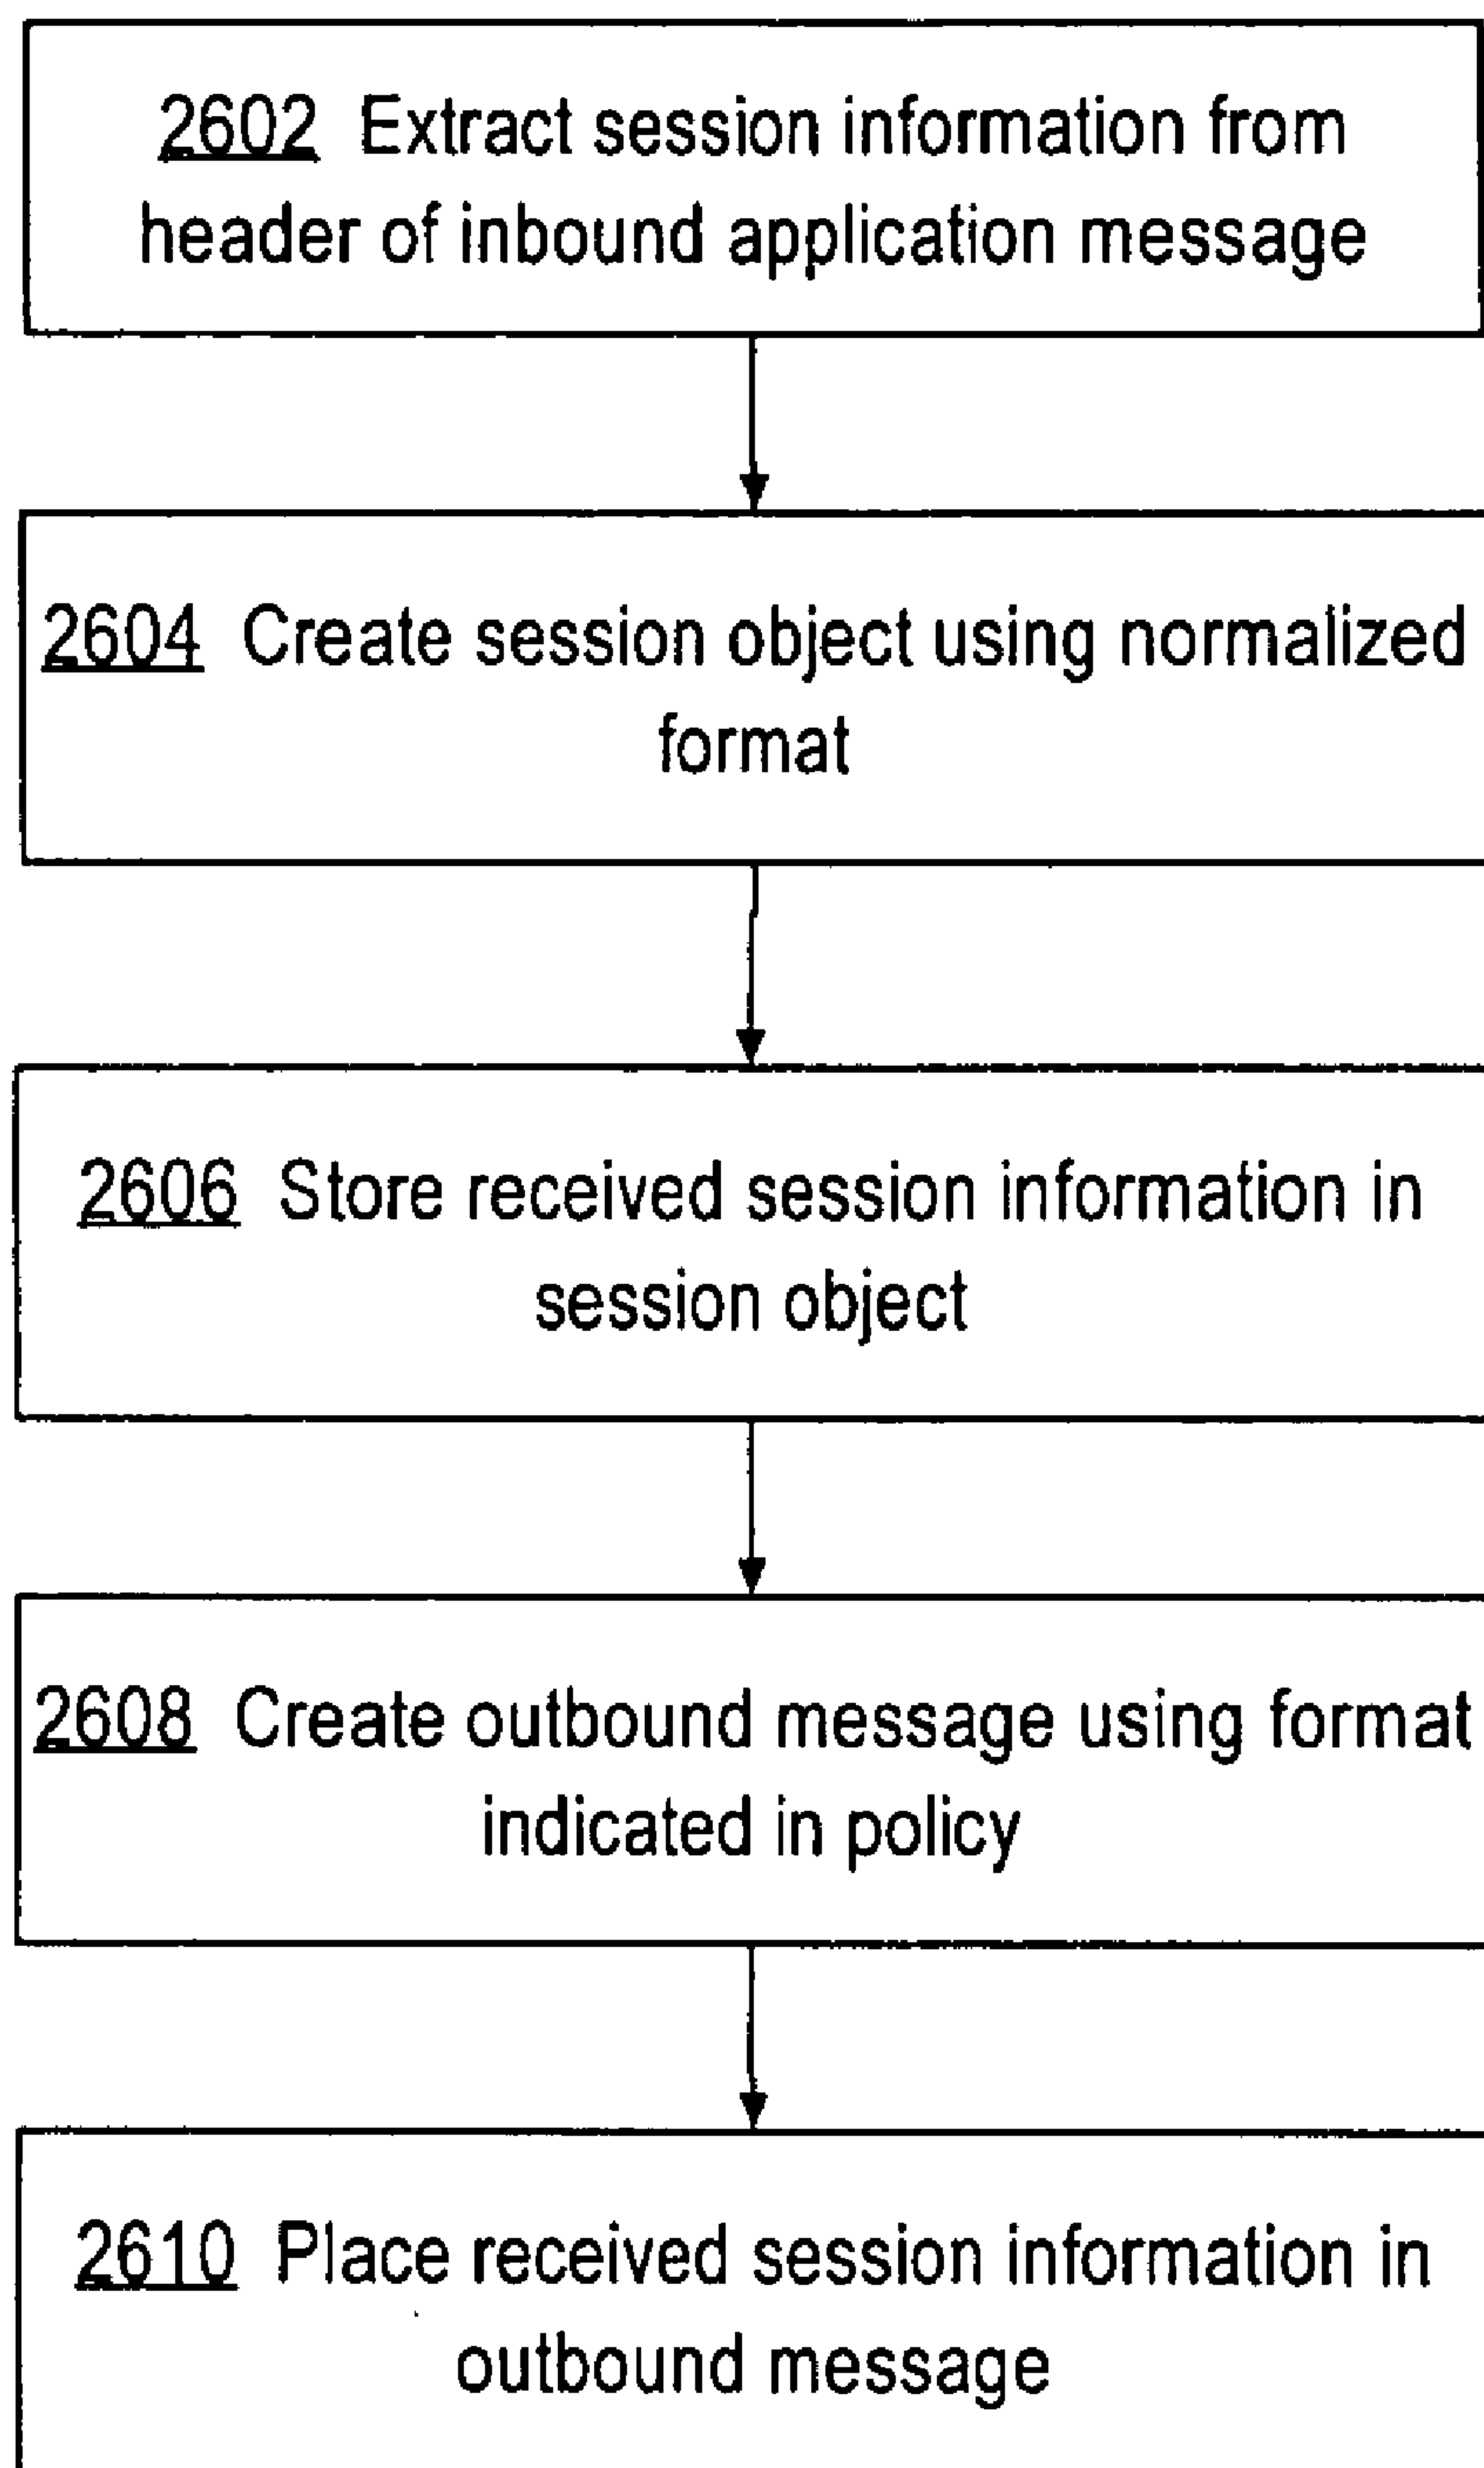 2602 Extract session information from
header of inbound application message
2604 Create session object using normalized
format
2606 Store received session information in
session object
2608 Create outbound message using format
indicated in policy
2610 Place received session information in
outbound message